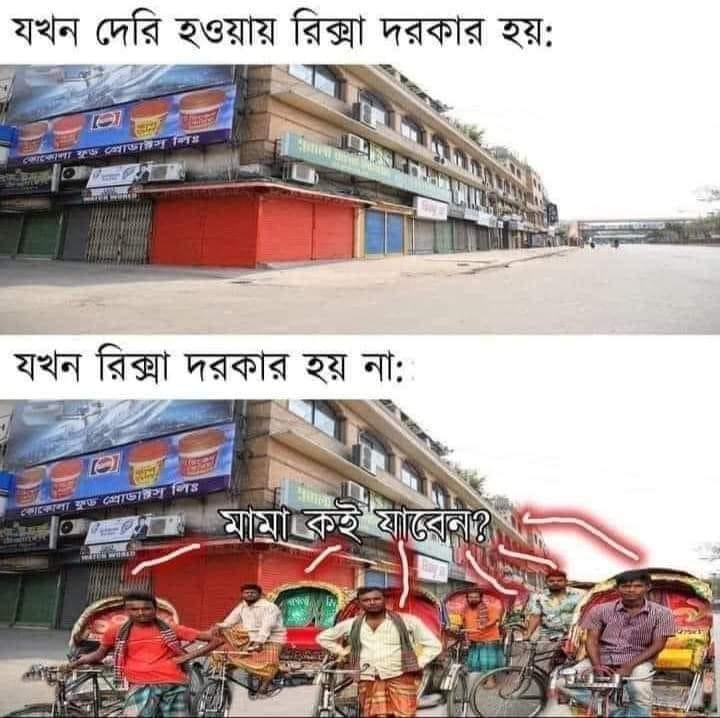 যখন দেরি হওয়ায় রিক্সা দরকার হয়:
কোকোলা ফুড প্রোডাক্টস্ লিঃ
যখন রিক্সা দরকার হয় না:
কোকোলা ফুড প্রোডাক্টস্ লিঃ
মামা কই যাবেন?